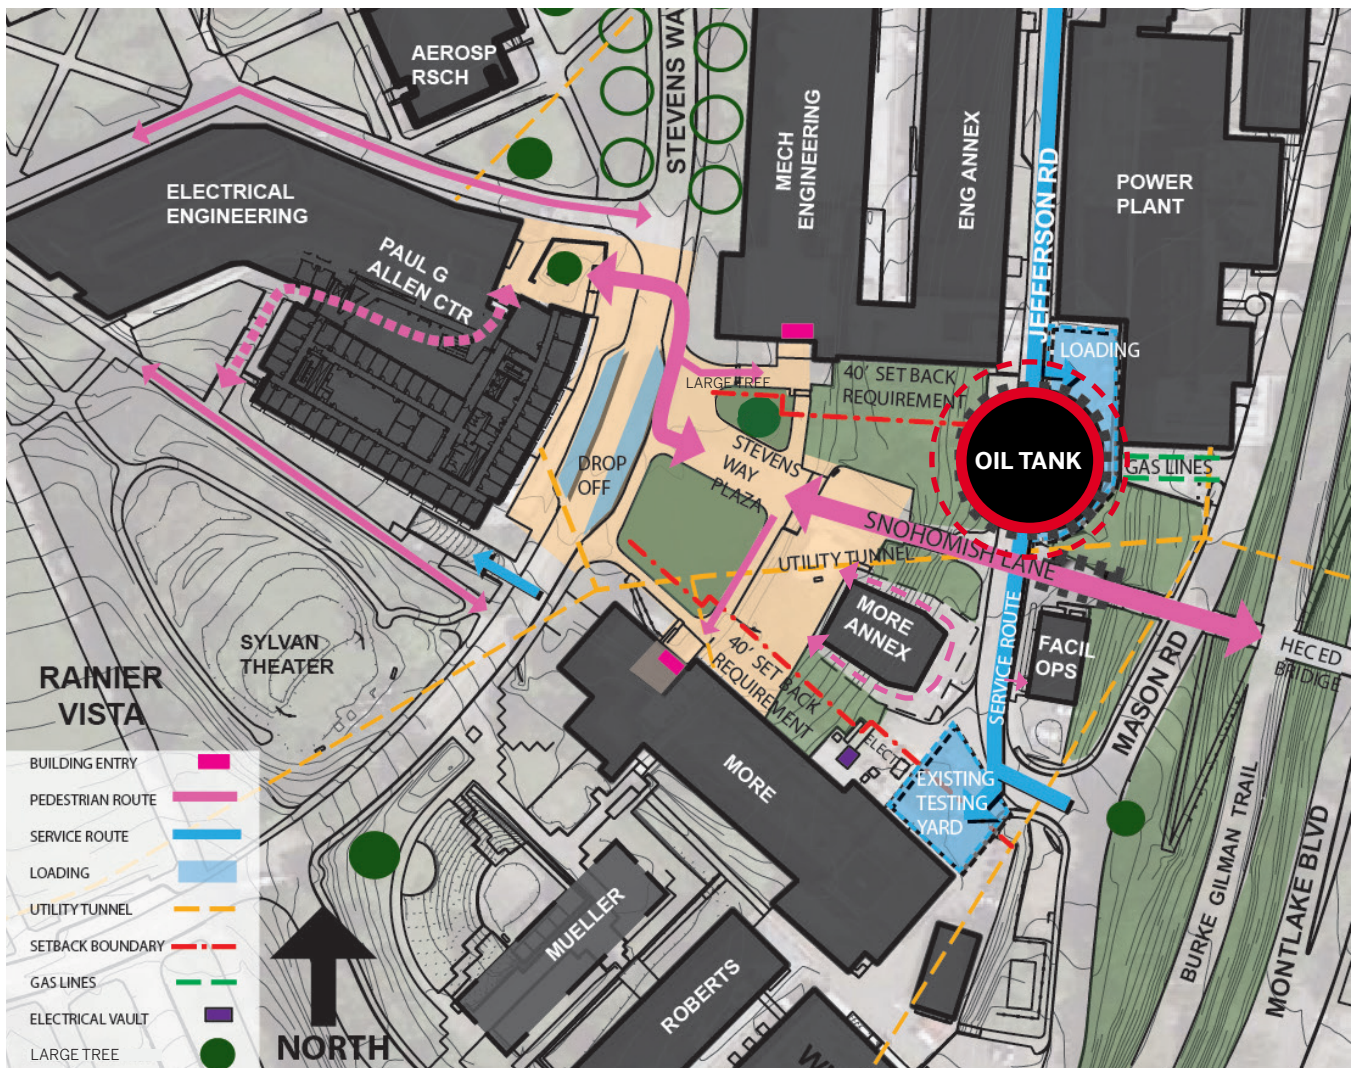 AEROSP
RSCH
STEVENS WA
MECH
ENGINEERING
ENG ANNEX
JEFFERSON RD
POWER
PLANT
ELECTRICAL
ENGINEERING
PAUL G
ALLEN CTR
LOADING
LARGE TREE
40' SET BACK
REQUIREMENT
OIL TANK
GAS LINES
DROP
OFF
STEVENS
WAY
PLAZA
SNOHOMISH LANE
UTILITY TUNNEL
MORE
ANNEX
SERVICE ROUTE
FACIL
OPS
HEC ED
BRIDIGE
MASON RD
SYLVAN
THEATER
RAINIER
VISTA
40' SET BACK
REQUIREMENT
ELECT
EXISTING
TESTING
YARD
MORE
MUELLER
ROBERTS
BURKE GILMAN TRAIL
MONTLAKE BLVD
BUILDING ENTRY
PEDESTRIAN ROUTE
SERVICE ROUTE
LOADING
UTILITY TUNNEL
SETBACK BOUNDARY
GAS LINES
ELECTRICAL VAULT
LARGE TREE
NORTH